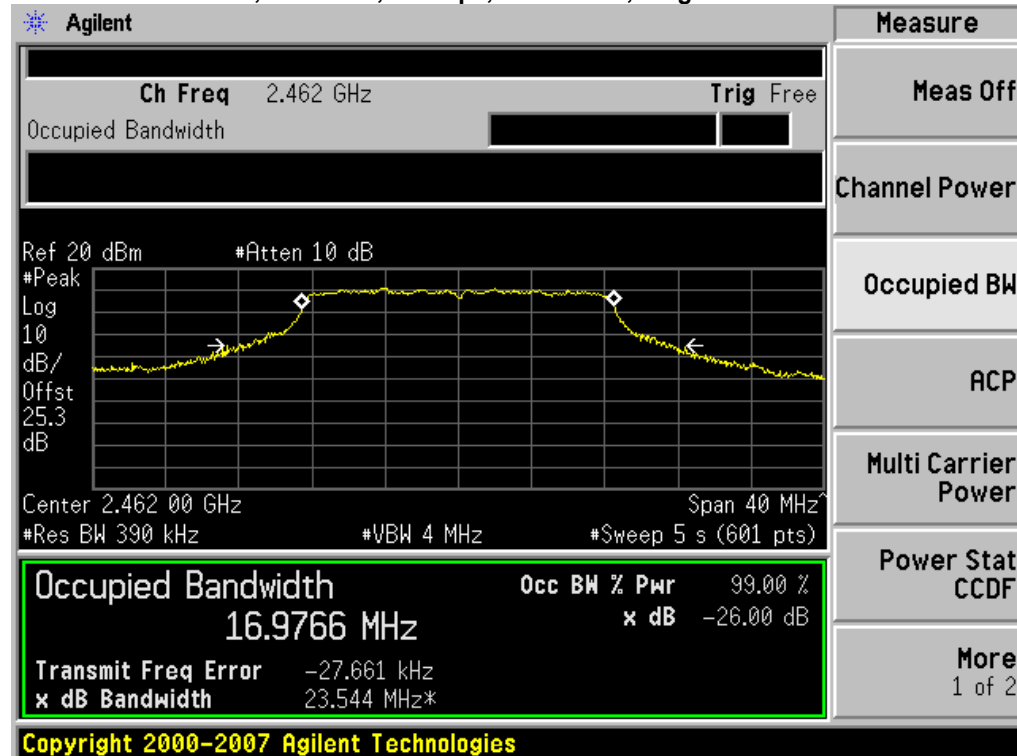 Agilent
Measure
Ch Freq 2.462 GHz Trig Free
Meas Off
Occupied Bandwidth
Channel Power
Ref 20 dBm #Atten 10 dB
#Peak
Log
10
dB/
Offst
25.3
dB
Occupied BW
ACP
Center 2.462 00 GHz Span 40 MHz^
#Res BW 390 kHz #VBW 4 MHz #Sweep 5 s (601 pts)
Multi Carrier
Power
Occupied Bandwidth Occ BW % Pwr 99.00 %
16.9766 MHz x dB -26.00 dB
Transmit Freq Error -27.661 kHz
x dB Bandwidth 23.544 MHz*
Power Stat
CCDF
More
1 of 2
Copyright 2000-2007 Agilent Technologies